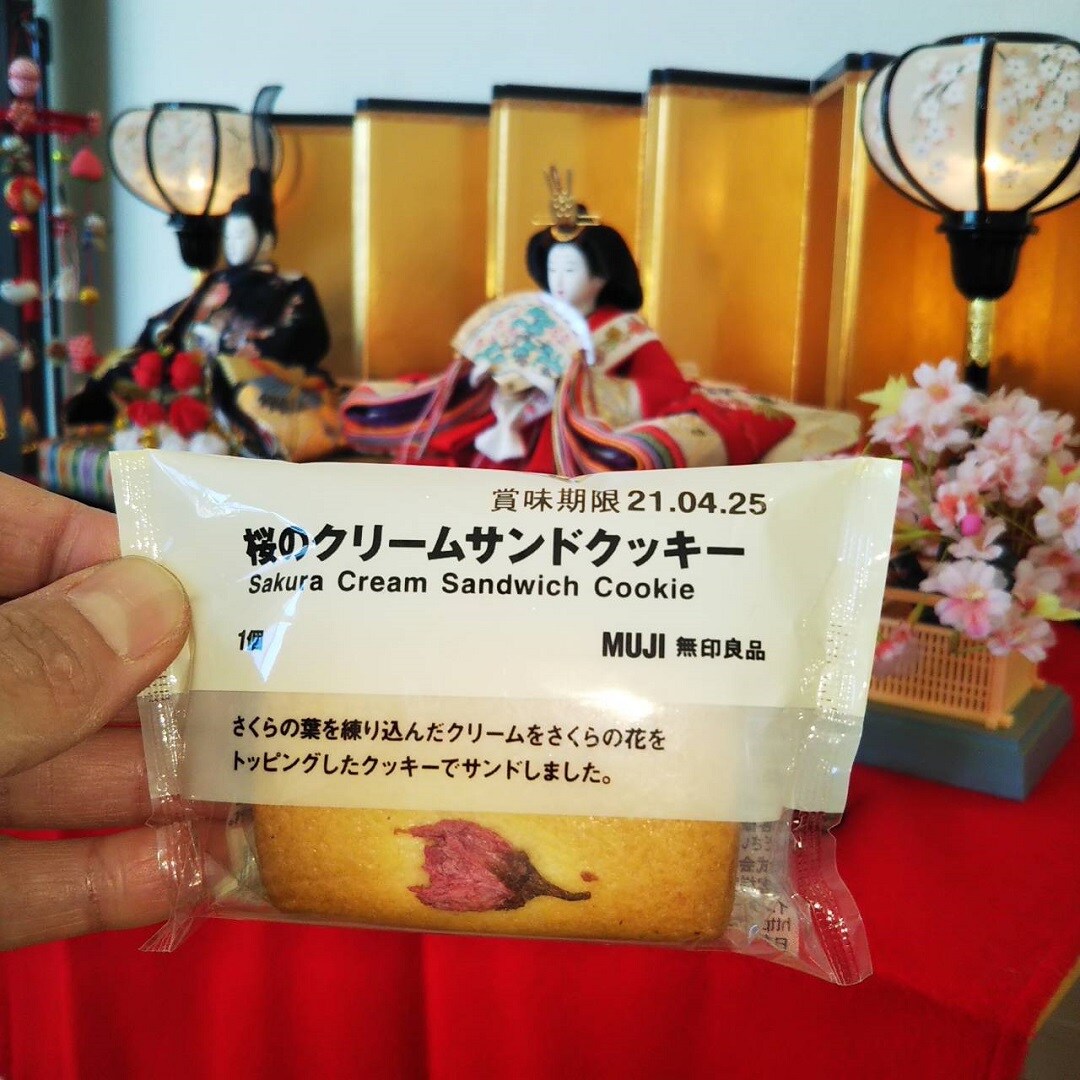 賞味期限21.04.25
桜のクリームサンドクッキー
Sakura Cream Sandwich Cookie
1個
MUJI 無印良品
さくらの葉を練り込んだクリームをさくらの花を
トッピングしたクッキーでサンドしました。